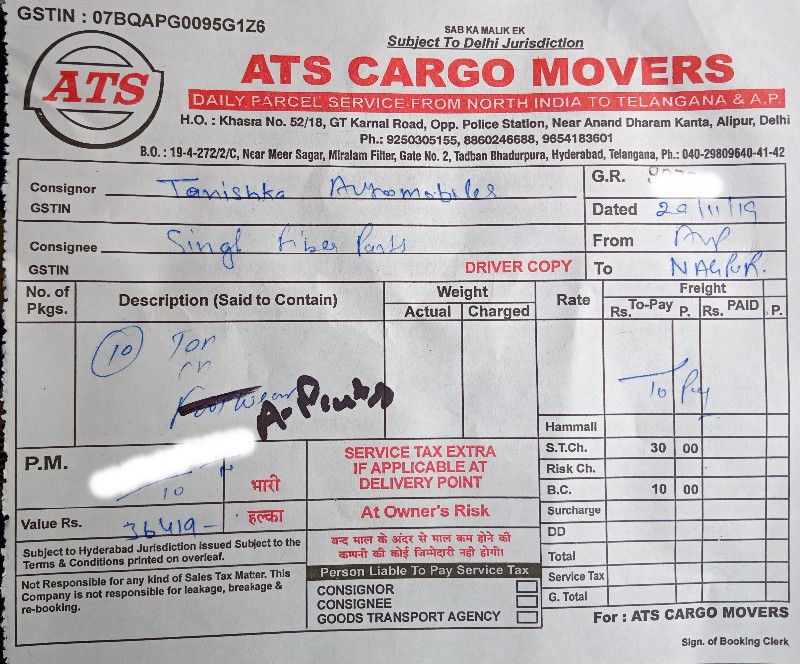 GSTIN : 07BQAPG0095G1Z6
SAB KA MALIK EK
Subject To Delhi Jurisdiction
ATS
ATS CARGO MOVERS
DAILY PARCEL SERVICE FROM NORTH INDIA TO TELANGANA & A.P.
H.O. : Khasra No. 52/18, GT Karnal Road, Opp. Police Station, Near Anand Dharam Kanta, Alipur, Delhi
Ph.: 9250305155, 8860246688, 9654183601
B.O. : 19-4-272/2/C, Near Meer Sagar, Miralam Filter, Gate No. 2, Tadban Bhadurpura, Hyderabad, Telangana, Ph.: 040-29809640-41-42
Consignor Tanishka Automobiles
GSTIN
G.R.
Dated 20/11/19
Consignee Singl Fiber Parts
GSTIN
DRIVER COPY
From
To NAGPUR.
No. of Pkgs.
Description (Said to Contain)
Weight
Actual Charged
Rate
Freight
Rs. To-Pay P. Rs. PAID P.
10
To Pay
P.M.
10
भारी
हल्का
Value Rs. 36419-
SERVICE TAX EXTRA
IF APPLICABLE AT
DELIVERY POINT
At Owner's Risk
बन्द माल के अंदर से माल कम होने की
कम्पनी की कोई जिम्मेदारी नही होगी।
Hammali
S.T.Ch. 30 00
Risk Ch.
B.C. 10 00
Surcharge
DD
Total
Service Tax
G. Total
Subject to Hyderabad Jurisdiction issued Subject to the
Terms & Conditions printed on overleaf.
Not Responsible for any kind of Sales Tax Matter. This
Company is not responsible for leakage, breakage &
re-booking.
Person Liable To Pay Service Tax
CONSIGNOR
CONSIGNEE
GOODS TRANSPORT AGENCY
For : ATS CARGO MOVERS
Sign. of Booking Clerk